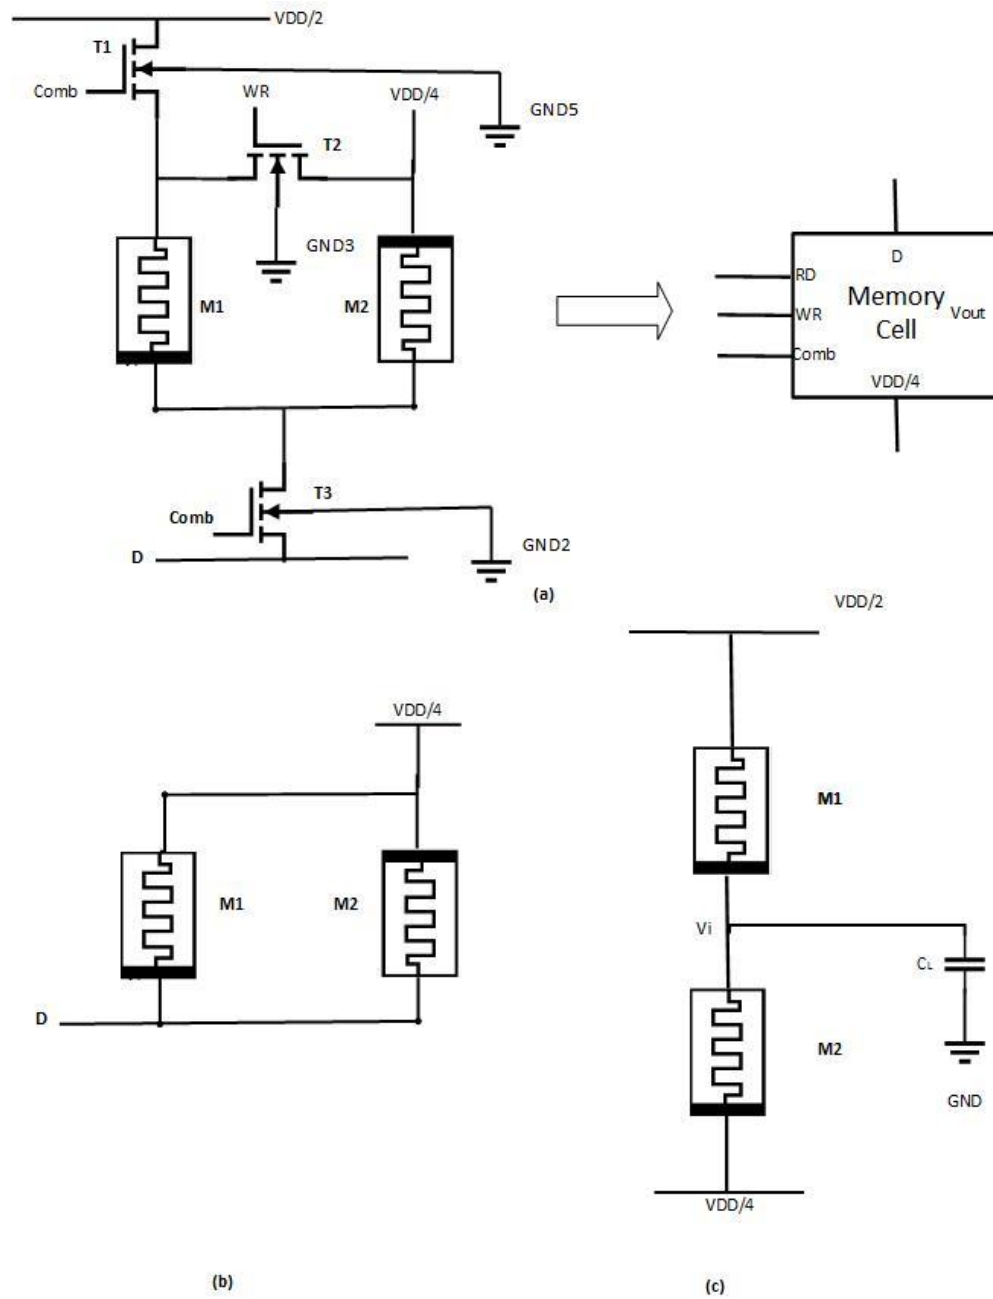 VDD/2
T1
Comb
WR
VDD/4
GND5
T2
GND3
M1
M2
D
RD
Memory
WR
Cell
Vout
Comb
VDD/4
T3
Comb
GND2
D
(a)
VDD/2
VDD/4
M1
M1
M2
Vi
CL
D
M2
GND
VDD/4
(b)
(c)